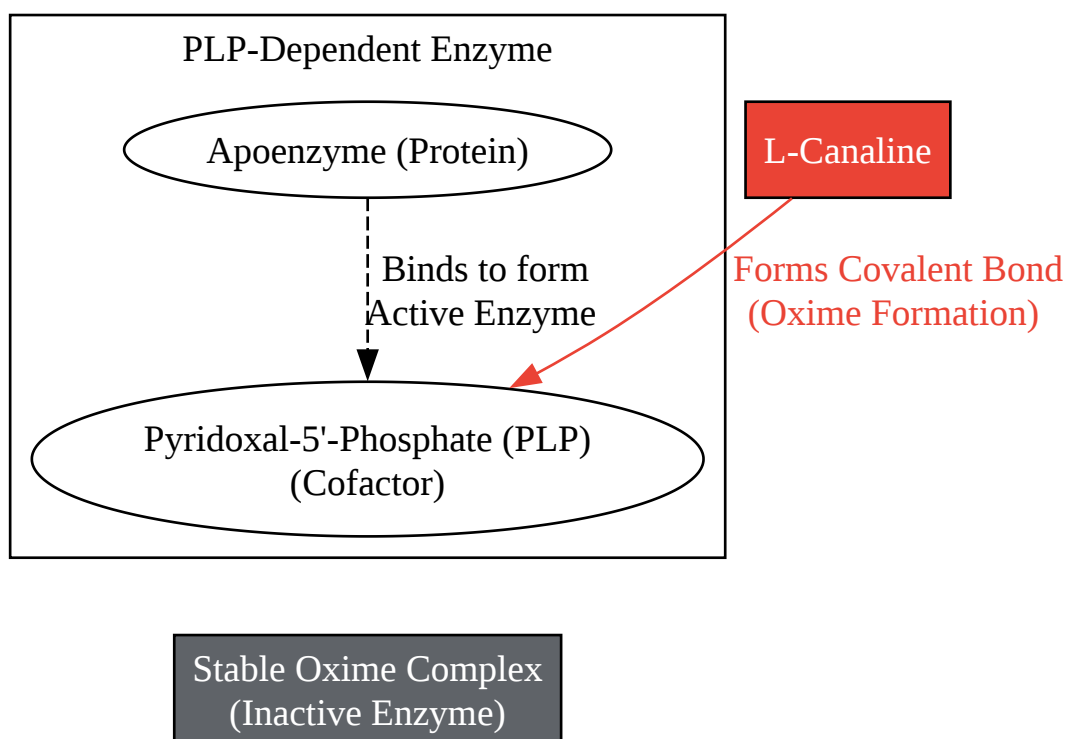 PLP-Dependent Enzyme
Apoenzyme (Protein)
L-Canaline
Binds to form
Active Enzyme
Forms Covalent Bond
(Oxime Formation)
Pyridoxal-5'-Phosphate (PLP)
(Cofactor)
Stable Oxime Complex
(Inactive Enzyme)